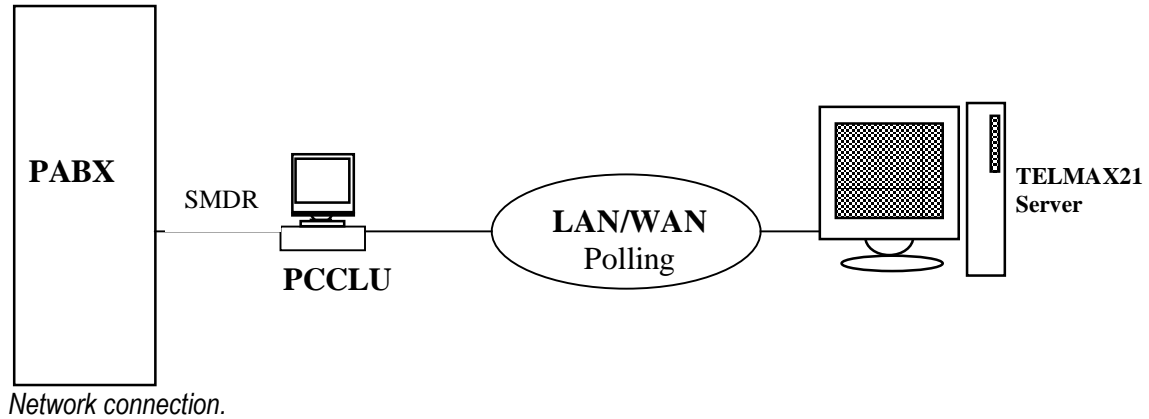 PABX
SMDR
PCCLU
LAN/WAN
Polling
TELMAX21
Server
Network connection.